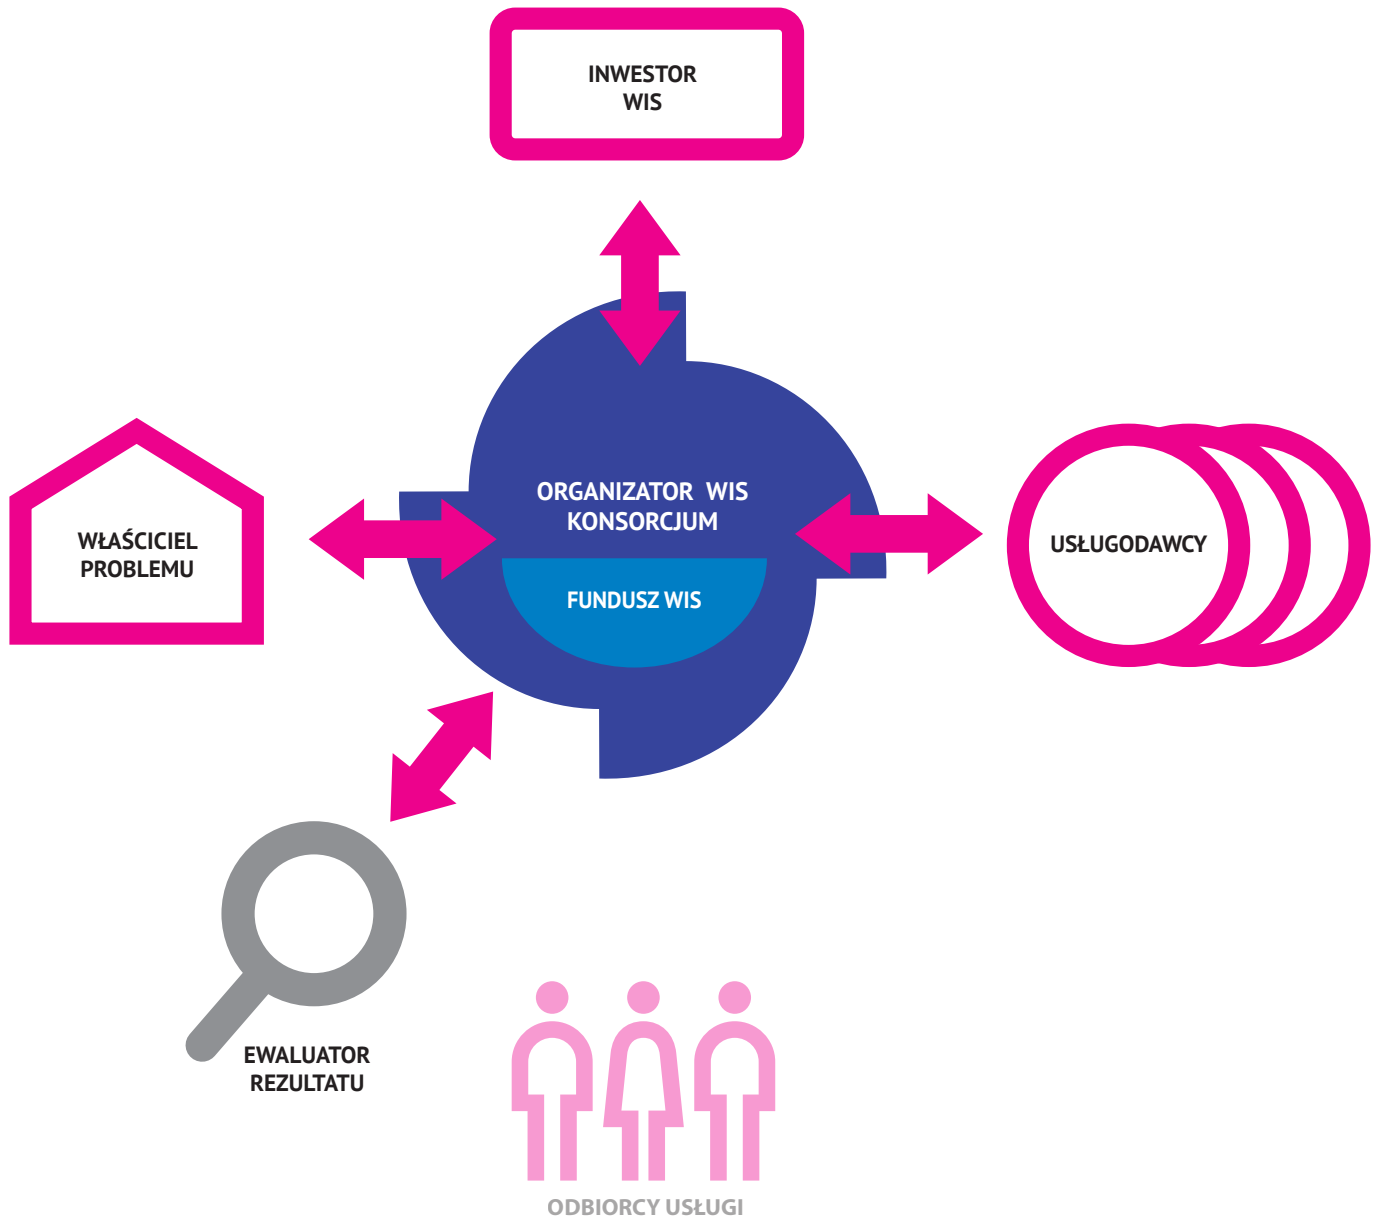 INWESTOR
WIS
ORGANIZATOR WIS
KONSORCJUM
FUNDUSZ WIS
WŁAŚCICIEL
PROBLEMU
USŁUGODAWCY
EWALUATOR
REZULTATU
ODBIORCY USŁUGI